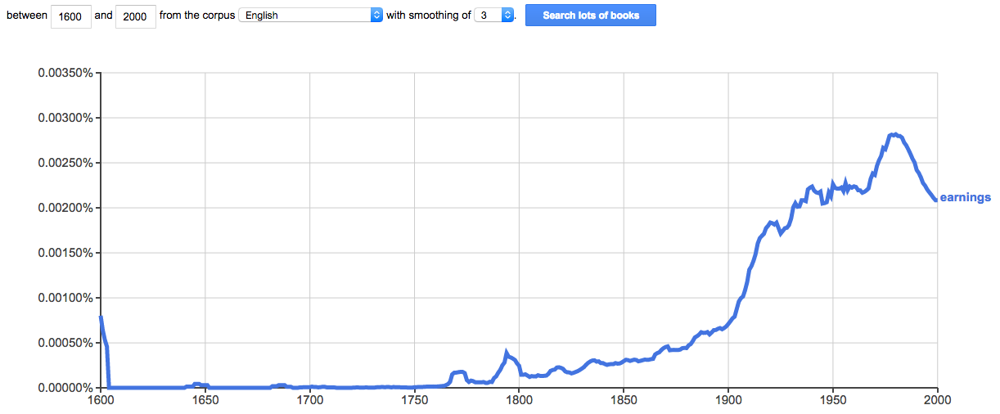 between 1600 and 2000 from the corpus English with smoothing of 3 . Search lots of books
0.00350%
0.00300%
0.00250%
0.00200%
earnings
0.00150%
0.00100%
0.00050%
0.00000%
1600 1650 1700 1750 1800 1850 1900 1950 2000